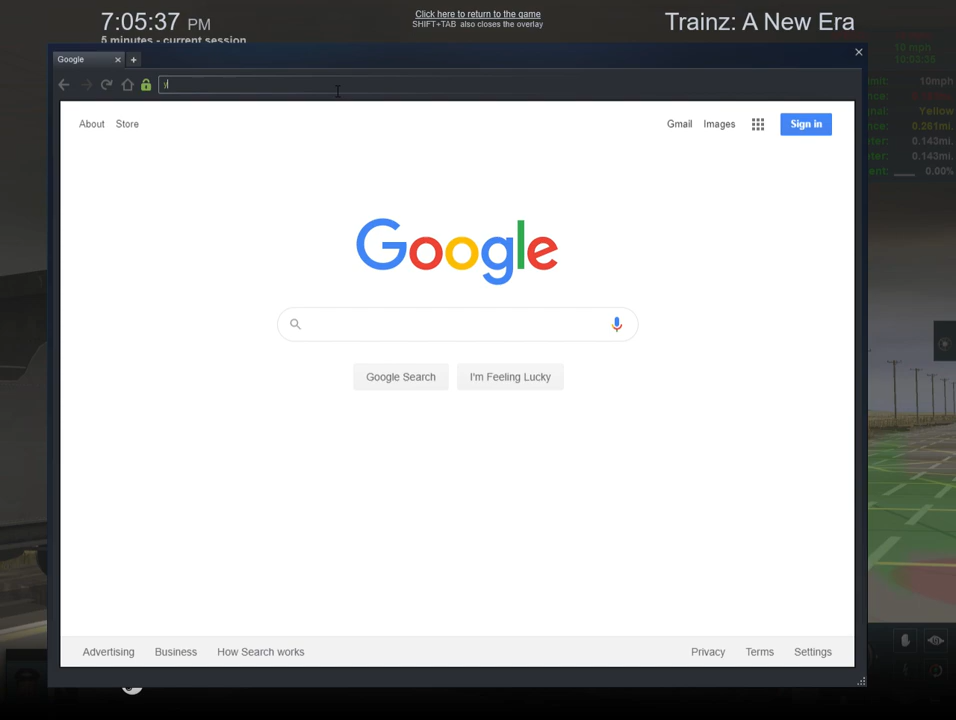 7:05:37 PM
5 minutes - current session
Click here to return to the game
SHIFT+TAB also closes the overlay
Trainz: A New Era
Google
10 mph
10mph
Yellow
0.261mi.
0.143mi.
0.143mi.
0.00%
About Store
Gmail Images Sign in
Google
Google Search I'm Feeling Lucky
Advertising Business How Search works
Privacy Terms Settings